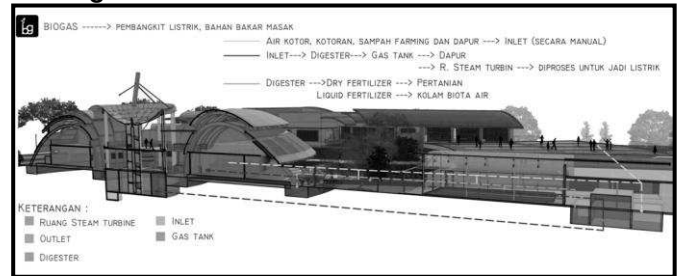 bg BIOGAS ------> PEMBANGKIT LISTRIK, BAHAN BAKAR MASAK
AIR KOTOR, KOTORAN, SAMPAH FARMING DAN DAPUR ---> INLET (SECARA MANUAL)
INLET---> DIGESTER---> GAS TANK ---> DAPUR
---> R. STEAM TURBIN ---> DIPROSES UNTUK JADI LISTRIK
DIGESTER --->DRY FERTILIZER ---> PERTANIAN
LIQUID FERTILIZER ---> KOLAM BIOTA AIR
KETERANGAN :
RUANG STEAM TURBINE
INLET
OUTLET
GAS TANK
DIGESTER